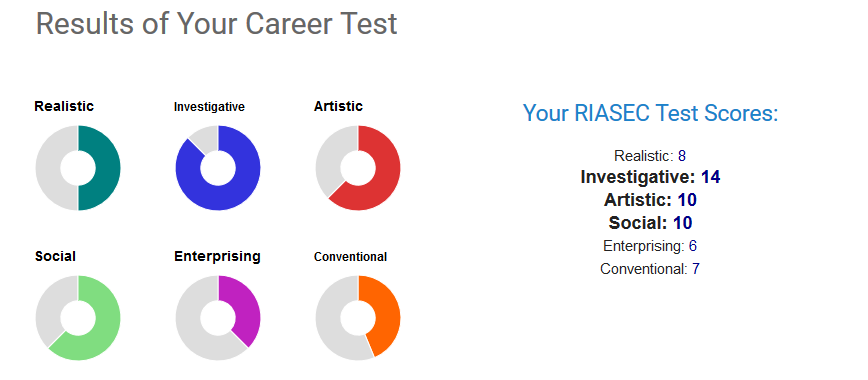 Results of Your Career Test
Realistic
Investigative
Artistic
Social
Enterprising
Conventional
Your RIASEC Test Scores:
Realistic: 8
Investigative: 14
Artistic: 10
Social: 10
Enterprising: 6
Conventional: 7